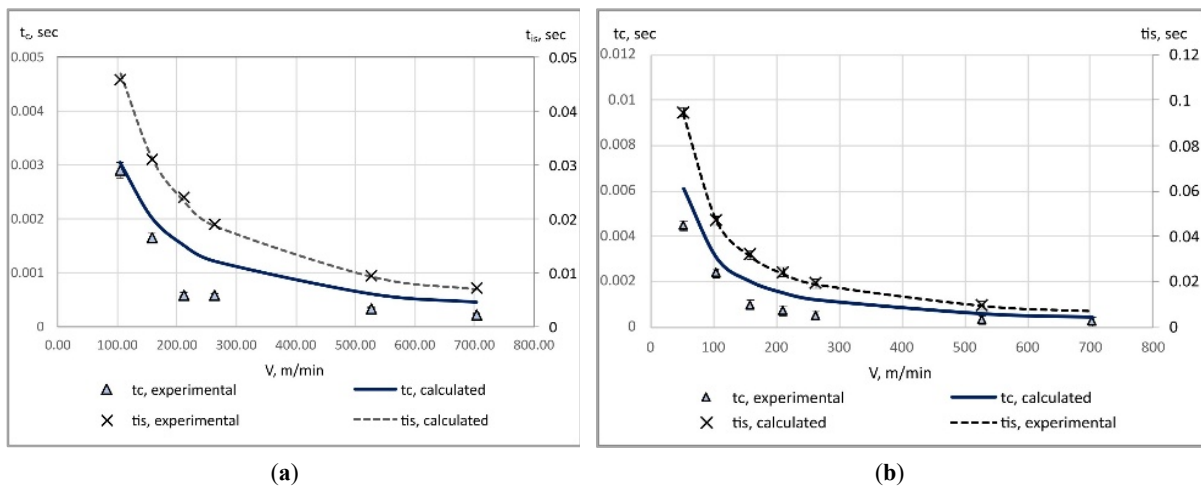 t꜀, sec
tᵢₛ, sec
0.005
0.05
0.004
0.04
0.003
0.03
0.002
0.02
0.001
0.01
0
0
0.00
100.00
200.00
300.00
400.00
500.00
600.00
700.00
800.00
V, m/min
tc, experimental
tc, calculated
tis, experimental
tis, calculated
(a)
tc, sec
tis, sec
0.012
0.12
0.01
0.1
0.008
0.08
0.006
0.06
0.004
0.04
0.002
0.02
0
0
0
100
200
300
400
500
600
700
800
V, m/min
tc, experimental
tc, calculated
tis, calculated
tis, experimental
(b)